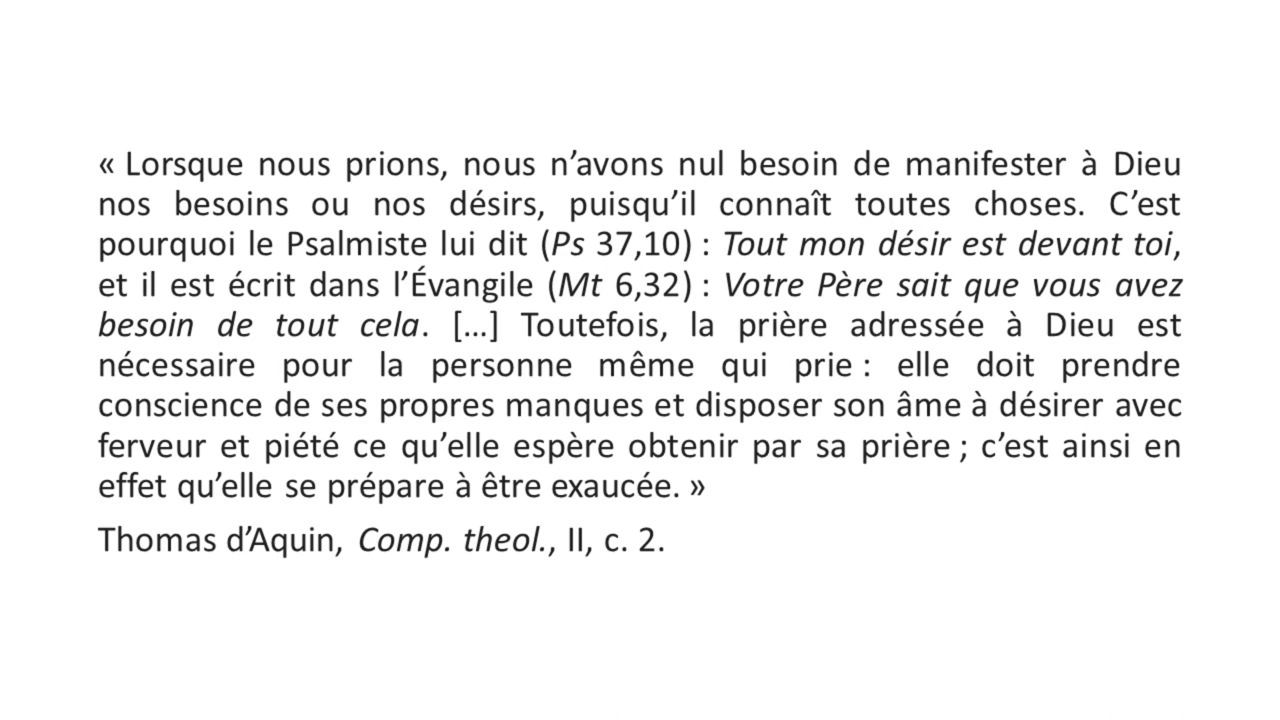 « Lorsque nous prions, nous n’avons nul besoin de manifester à Dieu
nos besoins ou nos désirs, puisqu’il connaît toutes choses. C’est
pourquoi le Psalmiste lui dit (Ps 37,10) : Tout mon désir est devant toi,
et il est écrit dans l’Évangile (Mt 6,32) : Votre Père sait que vous avez
besoin de tout cela. […] Toutefois, la prière adressée à Dieu est
nécessaire pour la personne même qui prie : elle doit prendre
conscience de ses propres manques et disposer son âme à désirer avec
ferveur et piété ce qu’elle espère obtenir par sa prière ; c’est ainsi en
effet qu’elle se prépare à être exaucée. »
Thomas d’Aquin, Comp. theol., II, c. 2.